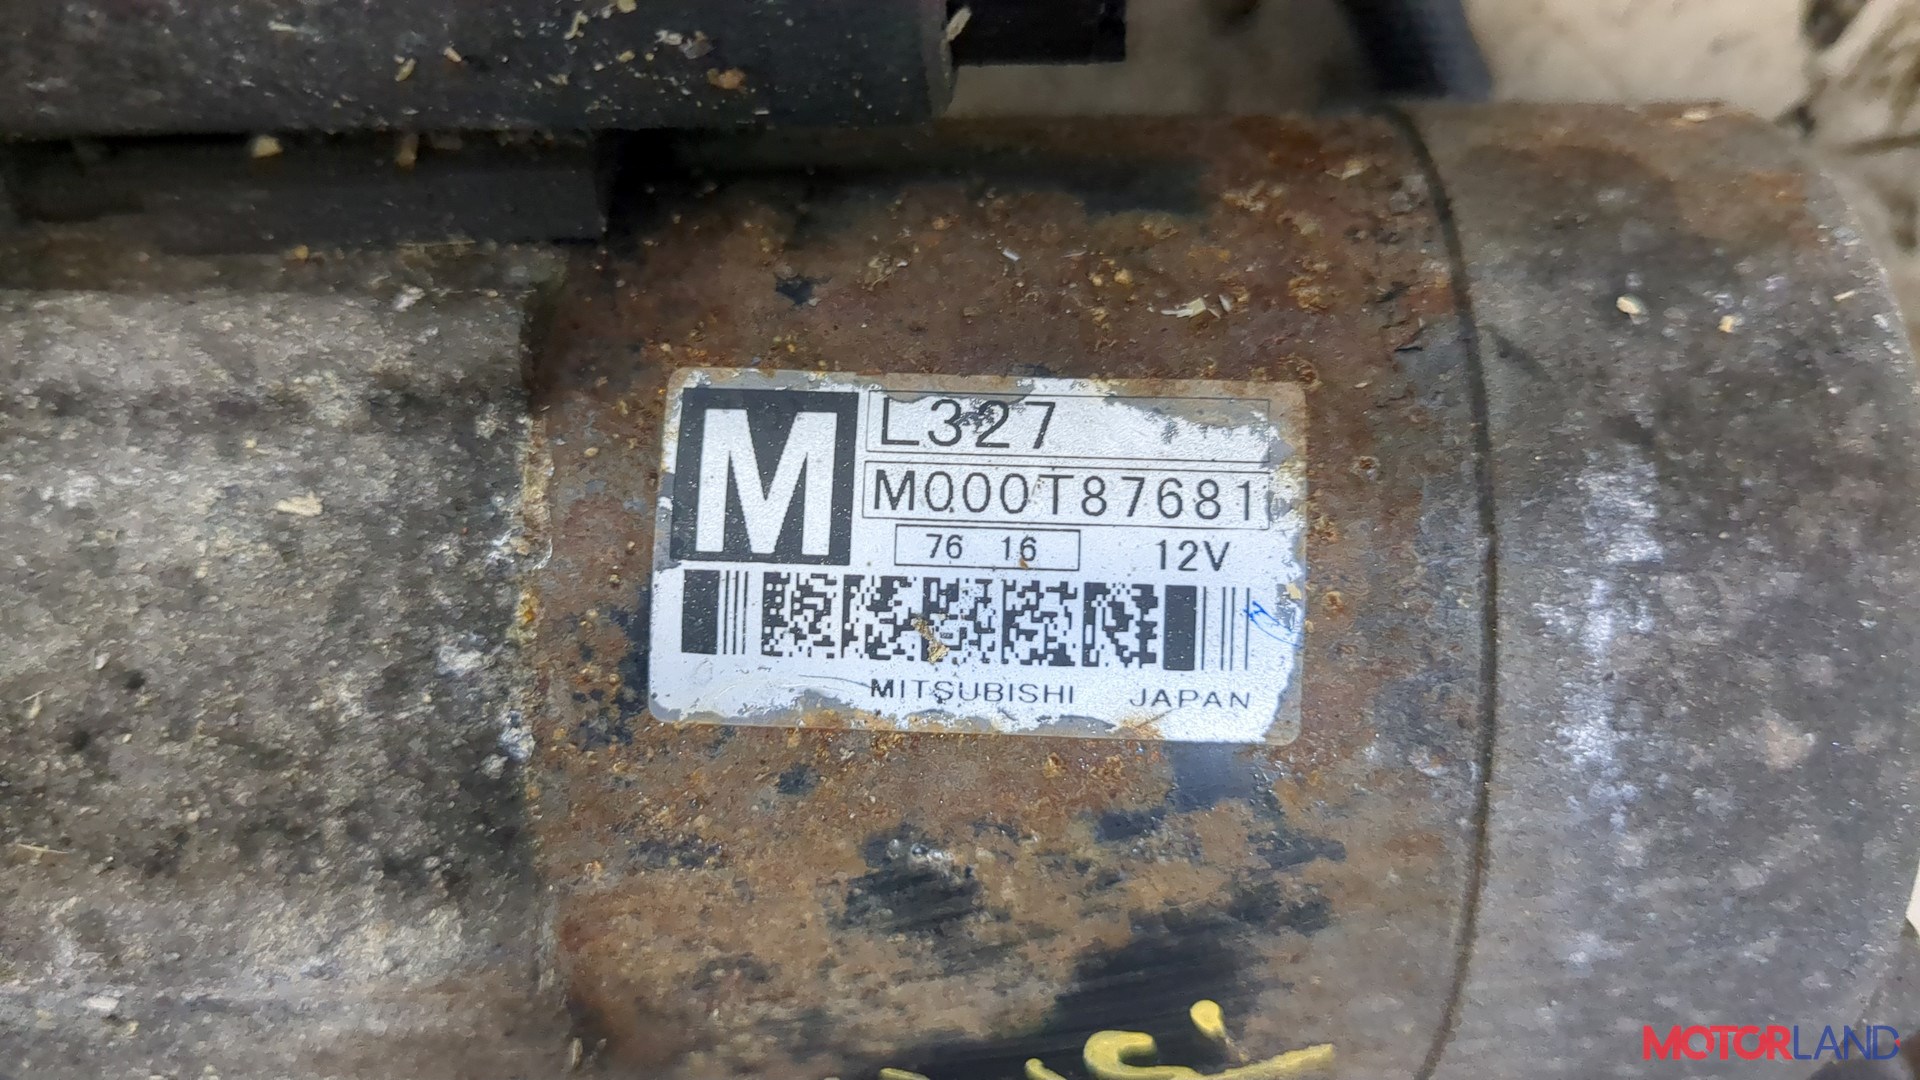 M
L327
M000T87681
76 16
12V
MITSUBISHI JAPAN
MOTORLAND